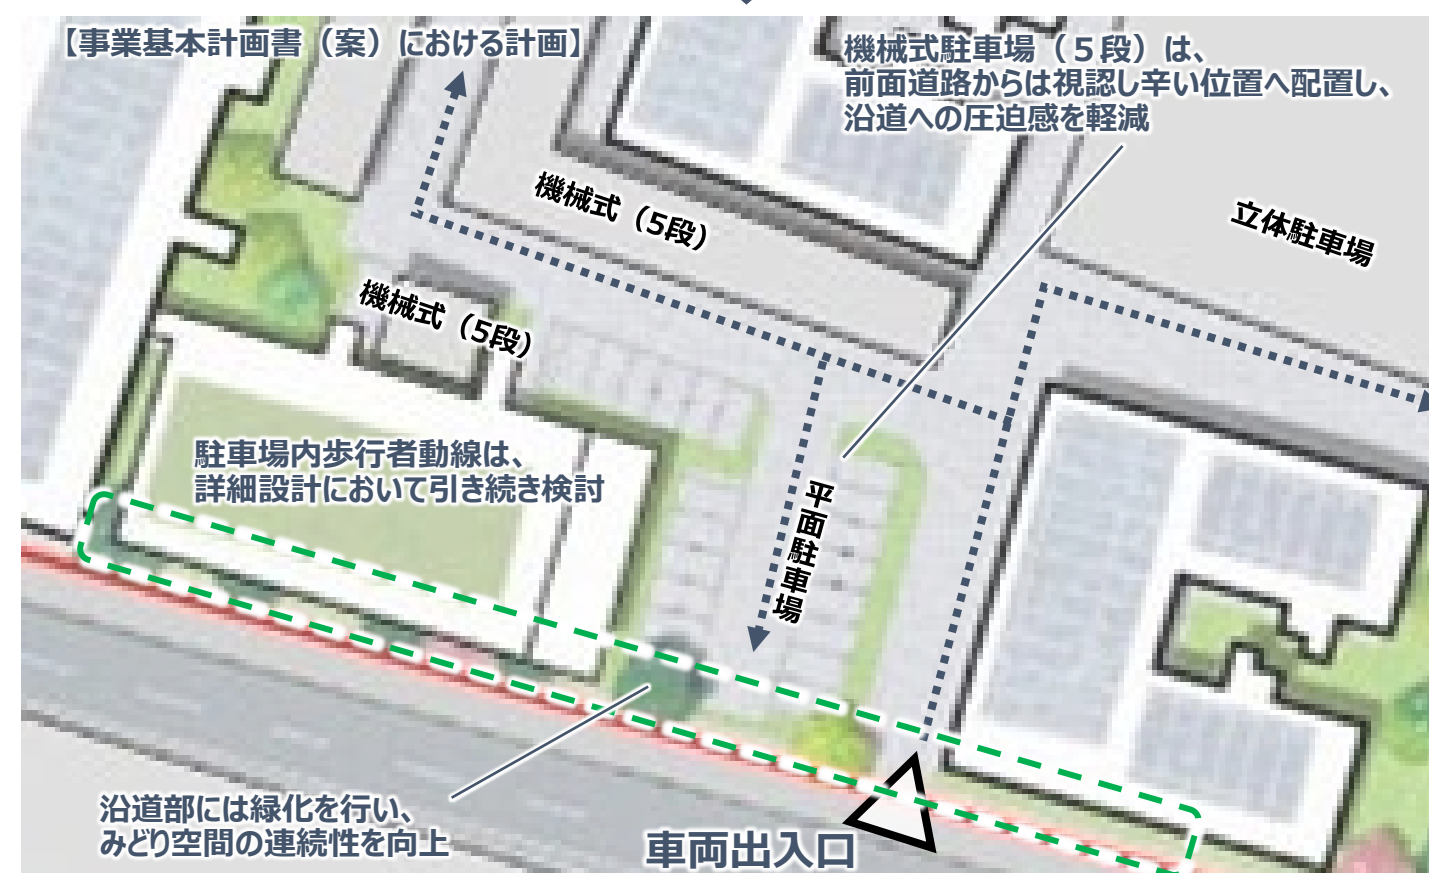 【事業基本計画書（案）における計画】
機械式駐車場（５段）は、
前面道路からは視認し辛い位置へ配置し、
沿道への圧迫感を軽減
機械式（5段）
立体駐車場
機械式（5段）
駐車場内歩行者動線は、
詳細設計において引き続き検討
平面駐車場
沿道部には緑化を行い、
みどり空間の連続性を向上
車両出入口